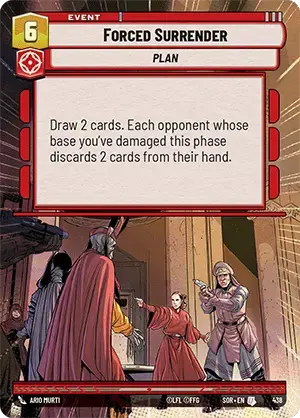 EVENT
6
FORCED SURRENDER
PLAN
Draw 2 cards. Each opponent whose
base you've damaged this phase
discards 2 cards from their hand.
ARIO MURTI
©LFL ©FFG
SOR • EN
438